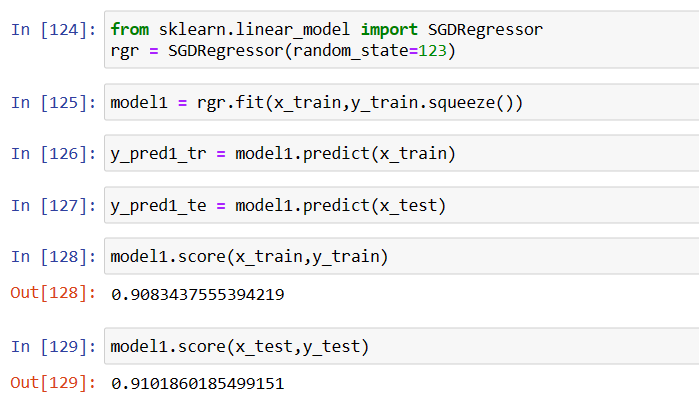 In [124]: from sklearn.linear_model import SGDRegressor
rgr = SGDRegressor(random_state=123)
In [125]: model1 = rgr.fit(x_train,y_train.squeeze())
In [126]: y_pred1_tr = model1.predict(x_train)
In [127]: y_pred1_te = model1.predict(x_test)
In [128]: model1.score(x_train,y_train)
Out[128]: 0.9083437555394219
In [129]: model1.score(x_test,y_test)
Out[129]: 0.9101860185499151